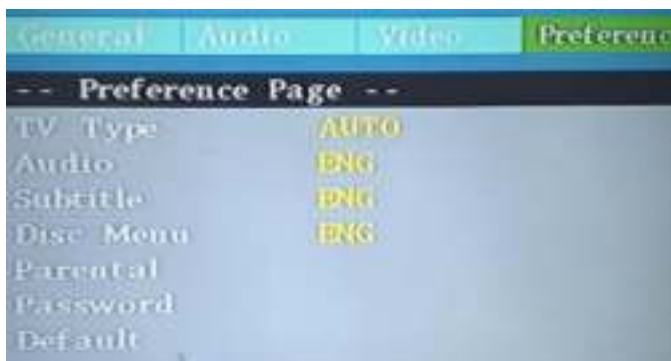 General Audio Video Preferenc
-- Preference Page --
TV Type AUTO
Audio ENG
Subtitle ENG
Disc Menu ENG
Parental
Password
Default